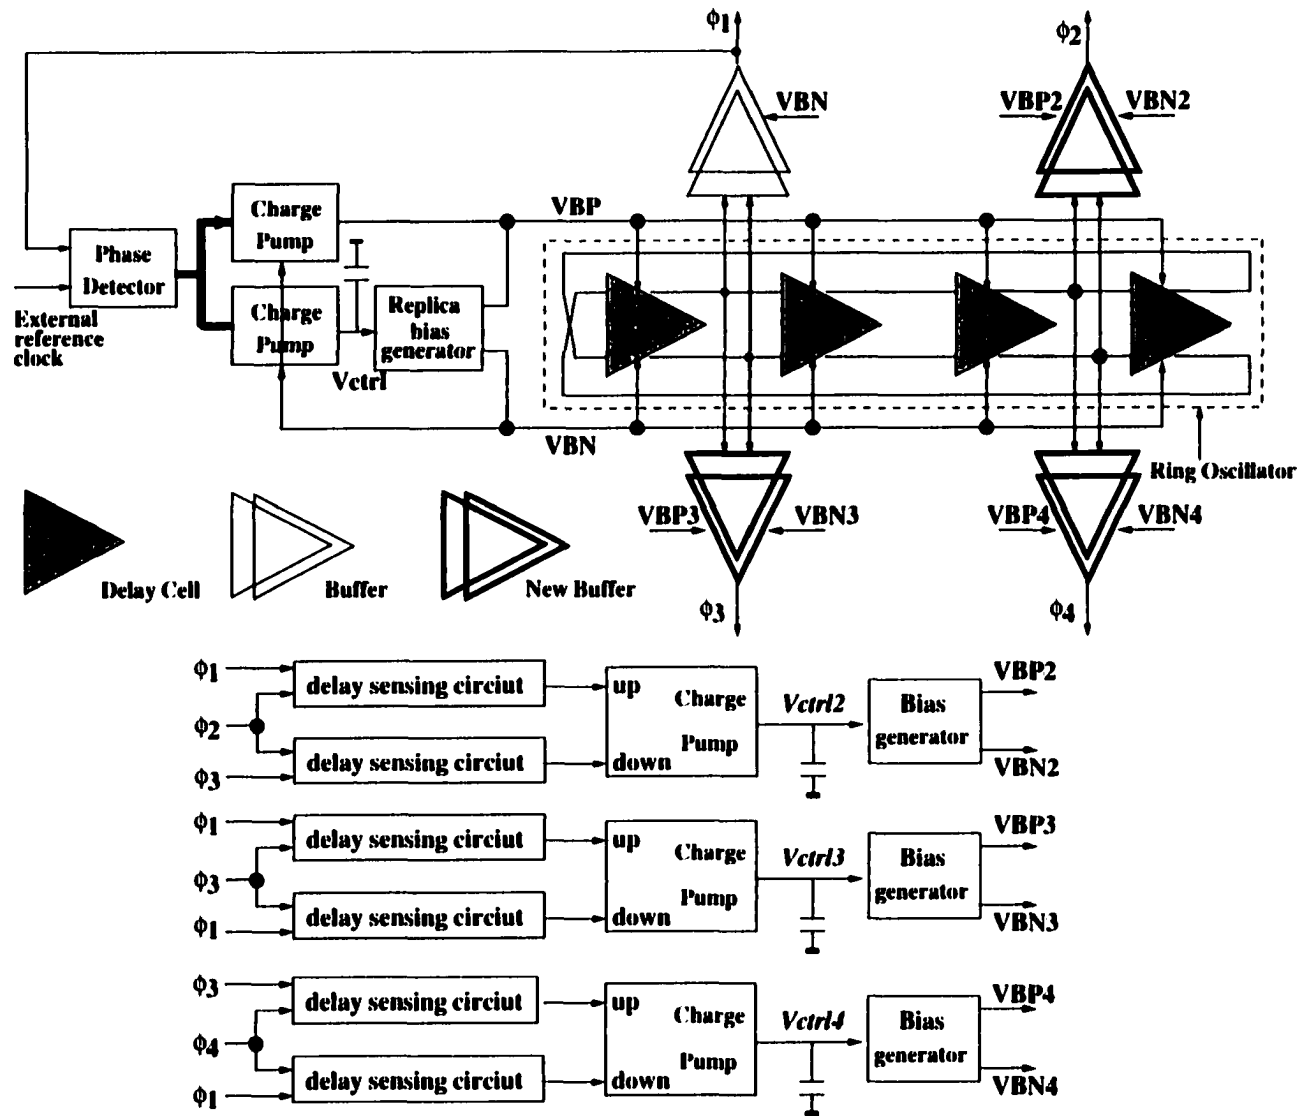 ϕ1
ϕ2
VBN
VBP2
VBN2
Charge
Pump
VBP
Phase
Detector
Charge
Pump
Replica
bias
generator
External
reference
clock
Vctrl
VBN
Ring Oscillator
VBP3
VBN3
VBP4
VBN4
Delay Cell
Buffer
New Buffer
ϕ3
ϕ4
ϕ1
delay sensing circiut
up
Charge
Pump
Vctrl2
Bias
generator
VBP2
ϕ2
ϕ3
delay sensing circiut
down
VBN2
ϕ1
delay sensing circiut
up
Charge
Pump
Vctrl3
Bias
generator
VBP3
ϕ3
ϕ1
delay sensing circiut
down
VBN3
ϕ3
delay sensing circiut
up
Charge
Pump
Vctrl4
Bias
generator
VBP4
ϕ4
ϕ1
delay sensing circiut
down
VBN4